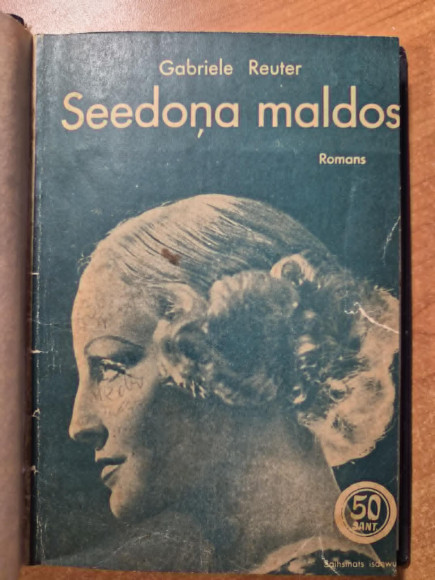 Gabriele Reuter
Seedoņa maldos
Romans
50
SANT.